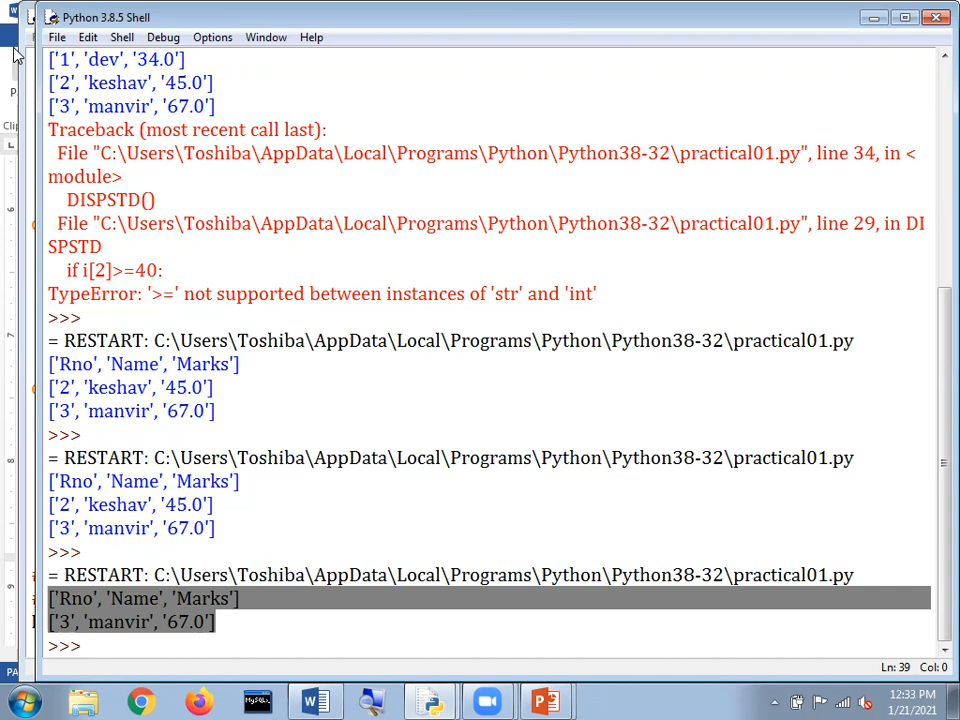 Python 3.8.5 Shell
File Edit Shell Debug Options Window Help
['1', 'dev', '34.0']
['2', 'keshav', '45.0']
['3', 'manvir', '67.0']
Traceback (most recent call last):
File "C:\Users\Toshiba\AppData\Local\Programs\Python\Python38-32\practical01.py", line 34, in <
module>
DISPSTD()
File "C:\Users\Toshiba\AppData\Local\Programs\Python\Python38-32\practical01.py", line 29, in DI
SPSTD
if i[2]>=40:
TypeError: '>=' not supported between instances of 'str' and 'int'
>>>
= RESTART: C:\Users\Toshiba\AppData\Local\Programs\Python\Python38-32\practical01.py
['Rno', 'Name', 'Marks']
['2', 'keshav', '45.0']
['3', 'manvir', '67.0']
>>>
= RESTART: C:\Users\Toshiba\AppData\Local\Programs\Python\Python38-32\practical01.py
['Rno', 'Name', 'Marks']
['2', 'keshav', '45.0']
['3', 'manvir', '67.0']
>>>
= RESTART: C:\Users\Toshiba\AppData\Local\Programs\Python\Python38-32\practical01.py
['Rno', 'Name', 'Marks']
['3', 'manvir', '67.0']
>>>
Ln: 39 Col: 0
12:33 PM
1/21/2021